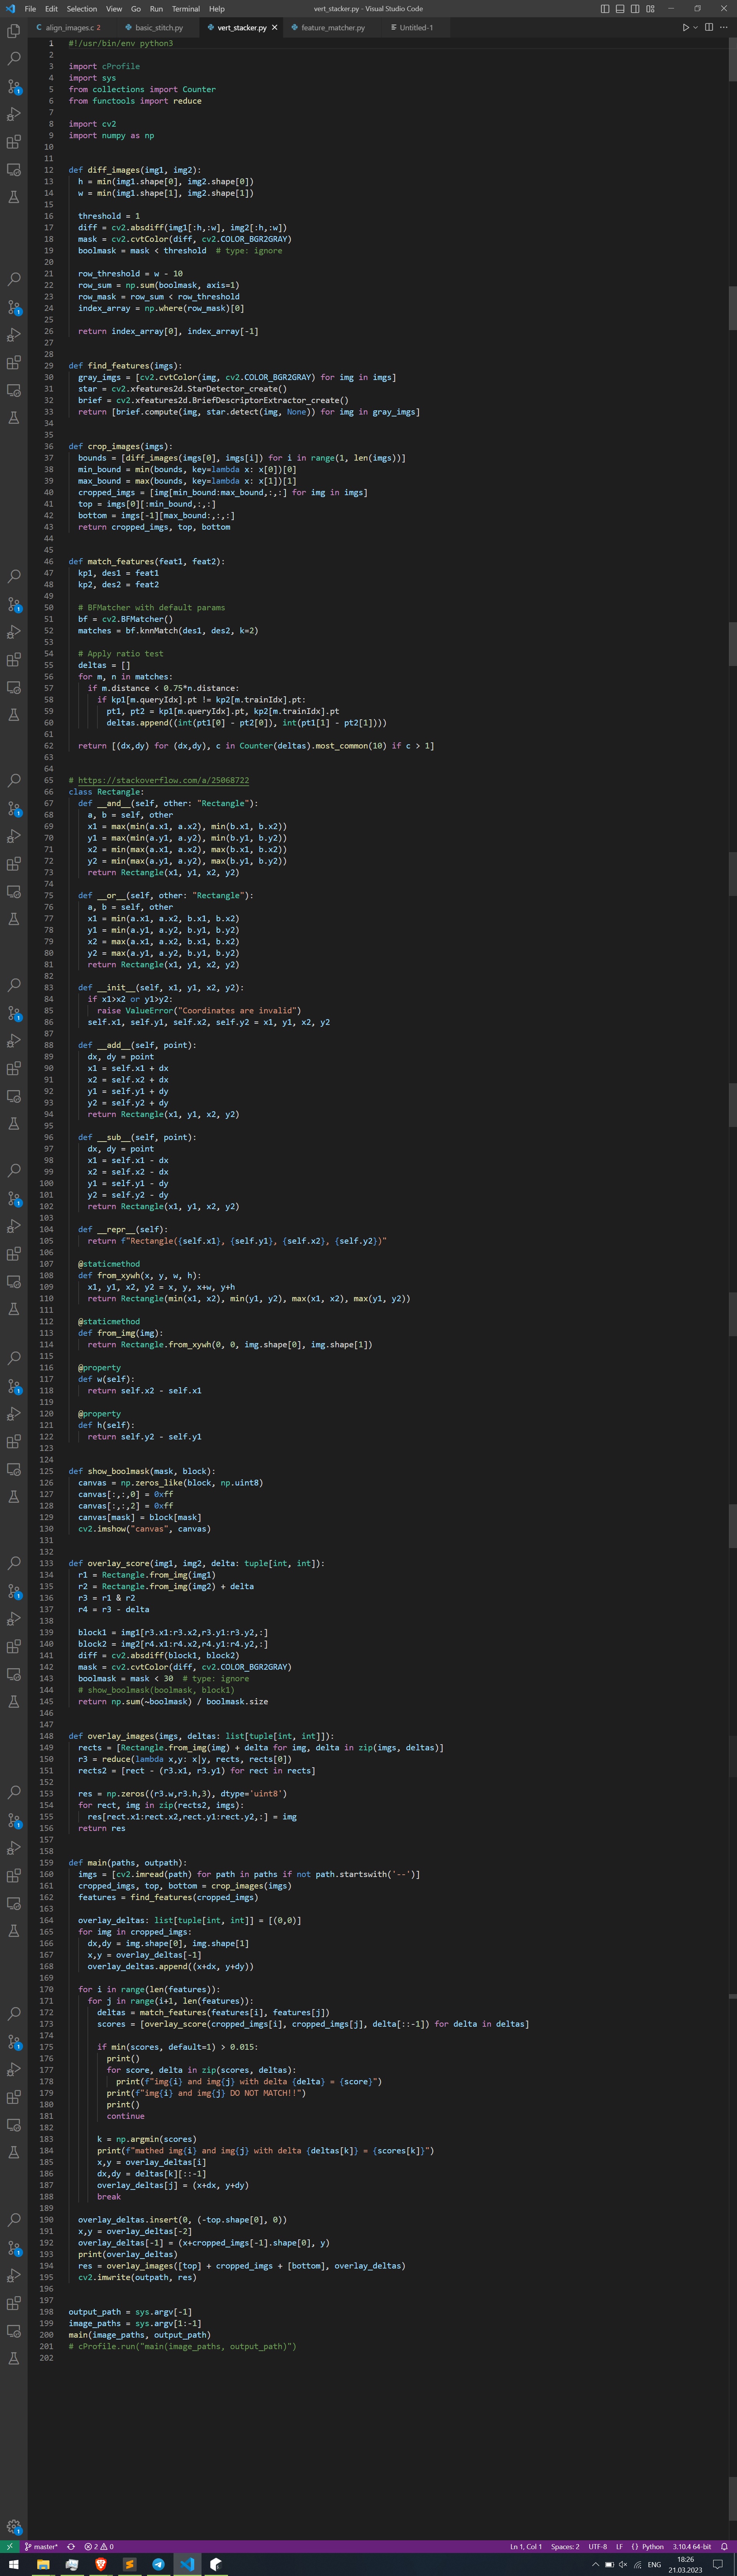 File Edit Selection View Go Run Terminal Help
vert_stacker.py - Visual Studio Code
C align_images.c 2
basic_stitch.py
vert_stacker.py
feature_matcher.py
Untitled-1
1 #!/usr/bin/env python3
2
3 import cProfile
4 import sys
5 from collections import Counter
6 from functools import reduce
7
8 import cv2
9 import numpy as np
10
11
12 def diff_images(img1, img2):
13   h = min(img1.shape[0], img2.shape[0])
14   w = min(img1.shape[1], img2.shape[1])
15
16   threshold = 1
17   diff = cv2.absdiff(img1[:h,:w], img2[:h,:w])
18   mask = cv2.cvtColor(diff, cv2.COLOR_BGR2GRAY)
19   boolmask = mask < threshold  # type: ignore
20
21   row_threshold = w - 10
22   row_sum = np.sum(boolmask, axis=1)
23   row_mask = row_sum < row_threshold
24   index_array = np.where(row_mask)[0]
25
26   return index_array[0], index_array[-1]
27
28
29 def find_features(imgs):
30   gray_imgs = [cv2.cvtColor(img, cv2.COLOR_BGR2GRAY) for img in imgs]
31   star = cv2.xfeatures2d.StarDetector_create()
32   brief = cv2.xfeatures2d.BriefDescriptorExtractor_create()
33   return [brief.compute(img, star.detect(img, None)) for img in gray_imgs]
34
35
36 def crop_images(imgs):
37   bounds = [diff_images(imgs[0], imgs[i]) for i in range(1, len(imgs))]
38   min_bound = min(bounds, key=lambda x: x[0])[0]
39   max_bound = max(bounds, key=lambda x: x[1])[1]
40   cropped_imgs = [img[min_bound:max_bound,:,:] for img in imgs]
41   top = imgs[0][:min_bound,:,:]
42   bottom = imgs[-1][max_bound:,:,:]
43   return cropped_imgs, top, bottom
44
45
46 def match_features(feat1, feat2):
47   kp1, des1 = feat1
48   kp2, des2 = feat2
49
50   # BFMatcher with default params
51   bf = cv2.BFMatcher()
52   matches = bf.knnMatch(des1, des2, k=2)
53
54   # Apply ratio test
55   deltas = []
56   for m, n in matches:
57     if m.distance < 0.75*n.distance:
58       if kp1[m.queryIdx].pt != kp2[m.trainIdx].pt:
59         pt1, pt2 = kp1[m.queryIdx].pt, kp2[m.trainIdx].pt
60         deltas.append((int(pt1[0] - pt2[0]), int(pt1[1] - pt2[1])))
61
62   return [(dx,dy) for (dx,dy), c in Counter(deltas).most_common(10) if c > 1]
63
64
65 # https://stackoverflow.com/a/25068722
66 class Rectangle:
67   def __and__(self, other: "Rectangle"):
68     a, b = self, other
69     x1 = max(min(a.x1, a.x2), min(b.x1, b.x2))
70     y1 = max(min(a.y1, a.y2), min(b.y1, b.y2))
71     x2 = min(max(a.x1, a.x2), max(b.x1, b.x2))
72     y2 = min(max(a.y1, a.y2), max(b.y1, b.y2))
73     return Rectangle(x1, y1, x2, y2)
74
75   def __or__(self, other: "Rectangle"):
76     a, b = self, other
77     x1 = min(a.x1, a.x2, b.x1, b.x2)
78     y1 = min(a.y1, a.y2, b.y1, b.y2)
79     x2 = max(a.x1, a.x2, b.x1, b.x2)
80     y2 = max(a.y1, a.y2, b.y1, b.y2)
81     return Rectangle(x1, y1, x2, y2)
82
83   def __init__(self, x1, y1, x2, y2):
84     if x1>x2 or y1>y2:
85       raise ValueError("Coordinates are invalid")
86     self.x1, self.y1, self.x2, self.y2 = x1, y1, x2, y2
87
88   def __add__(self, point):
89     dx, dy = point
90     x1 = self.x1 + dx
91     x2 = self.x2 + dx
92     y1 = self.y1 + dy
93     y2 = self.y2 + dy
94     return Rectangle(x1, y1, x2, y2)
95
96   def __sub__(self, point):
97     dx, dy = point
98     x1 = self.x1 - dx
99     x2 = self.x2 - dx
100     y1 = self.y1 - dy
101     y2 = self.y2 - dy
102     return Rectangle(x1, y1, x2, y2)
103
104   def __repr__(self):
105     return f"Rectangle({self.x1}, {self.y1}, {self.x2}, {self.y2})"
106
107   @staticmethod
108   def from_xywh(x, y, w, h):
109     x1, y1, x2, y2 = x, y, x+w, y+h
110     return Rectangle(min(x1, x2), min(y1, y2), max(x1, x2), max(y1, y2))
111
112   @staticmethod
113   def from_img(img):
114     return Rectangle.from_xywh(0, 0, img.shape[0], img.shape[1])
115
116   @property
117   def w(self):
118     return self.x2 - self.x1
119
120   @property
121   def h(self):
122     return self.y2 - self.y1
123
124
125 def show_boolmask(mask, block):
126   canvas = np.zeros_like(block, np.uint8)
127   canvas[:,:,0] = 0xff
128   canvas[:,:,2] = 0xff
129   canvas[mask] = block[mask]
130   cv2.imshow("canvas", canvas)
131
132
133 def overlay_score(img1, img2, delta: tuple[int, int]):
134   r1 = Rectangle.from_img(img1)
135   r2 = Rectangle.from_img(img2) + delta
136   r3 = r1 & r2
137   r4 = r3 - delta
138
139   block1 = img1[r3.x1:r3.x2,r3.y1:r3.y2,:]
140   block2 = img2[r4.x1:r4.x2,r4.y1:r4.y2,:]
141   diff = cv2.absdiff(block1, block2)
142   mask = cv2.cvtColor(diff, cv2.COLOR_BGR2GRAY)
143   boolmask = mask < 30  # type: ignore
144   # show_boolmask(boolmask, block1)
145   return np.sum(~boolmask) / boolmask.size
146
147
148 def overlay_images(imgs, deltas: list[tuple[int, int]]):
149   rects = [Rectangle.from_img(img) + delta for img, delta in zip(imgs, deltas)]
150   r3 = reduce(lambda x,y: x|y, rects, rects[0])
151   rects2 = [rect - (r3.x1, r3.y1) for rect in rects]
152
153   res = np.zeros((r3.w,r3.h,3), dtype='uint8')
154   for rect, img in zip(rects2, imgs):
155     res[rect.x1:rect.x2,rect.y1:rect.y2,:] = img
156   return res
157
158
159 def main(paths, outpath):
160   imgs = [cv2.imread(path) for path in paths if not path.startswith('--')]
161   cropped_imgs, top, bottom = crop_images(imgs)
162   features = find_features(cropped_imgs)
163
164   overlay_deltas: list[tuple[int, int]] = [(0,0)]
165   for img in cropped_imgs:
166     dx,dy = img.shape[0], img.shape[1]
167     x,y = overlay_deltas[-1]
168     overlay_deltas.append((x+dx, y+dy))
169
170   for i in range(len(features)):
171     for j in range(i+1, len(features)):
172       deltas = match_features(features[i], features[j])
173       scores = [overlay_score(cropped_imgs[i], cropped_imgs[j], delta[::-1]) for delta in deltas]
174
175       if min(scores, default=1) > 0.015:
176         print()
177         for score, delta in zip(scores, deltas):
178           print(f"img{i} and img{j} with delta {delta} = {score}")
179         print(f"img{i} and img{j} DO NOT MATCH!!")
180         print()
181         continue
182
183       k = np.argmin(scores)
184       print(f"mathed img{i} and img{j} with delta {deltas[k]} = {scores[k]}")
185       x,y = overlay_deltas[i]
186       dx,dy = deltas[k][::-1]
187       overlay_deltas[j] = (x+dx, y+dy)
188       break
189
190   overlay_deltas.insert(0, (-top.shape[0], 0))
191   x,y = overlay_deltas[-2]
192   overlay_deltas[-1] = (x+cropped_imgs[-1].shape[0], y)
193   print(overlay_deltas)
194   res = overlay_images([top] + cropped_imgs + [bottom], overlay_deltas)
195   cv2.imwrite(outpath, res)
196
197
198 output_path = sys.argv[-1]
199 image_paths = sys.argv[1:-1]
200 main(image_paths, output_path)
201 # cProfile.run("main(image_paths, output_path)")
202
master* 2 0 Ln 1, Col 1 Spaces: 2 UTF-8 LF Python 3.10.4 64-bit
ENG 18:26
21.03.2023